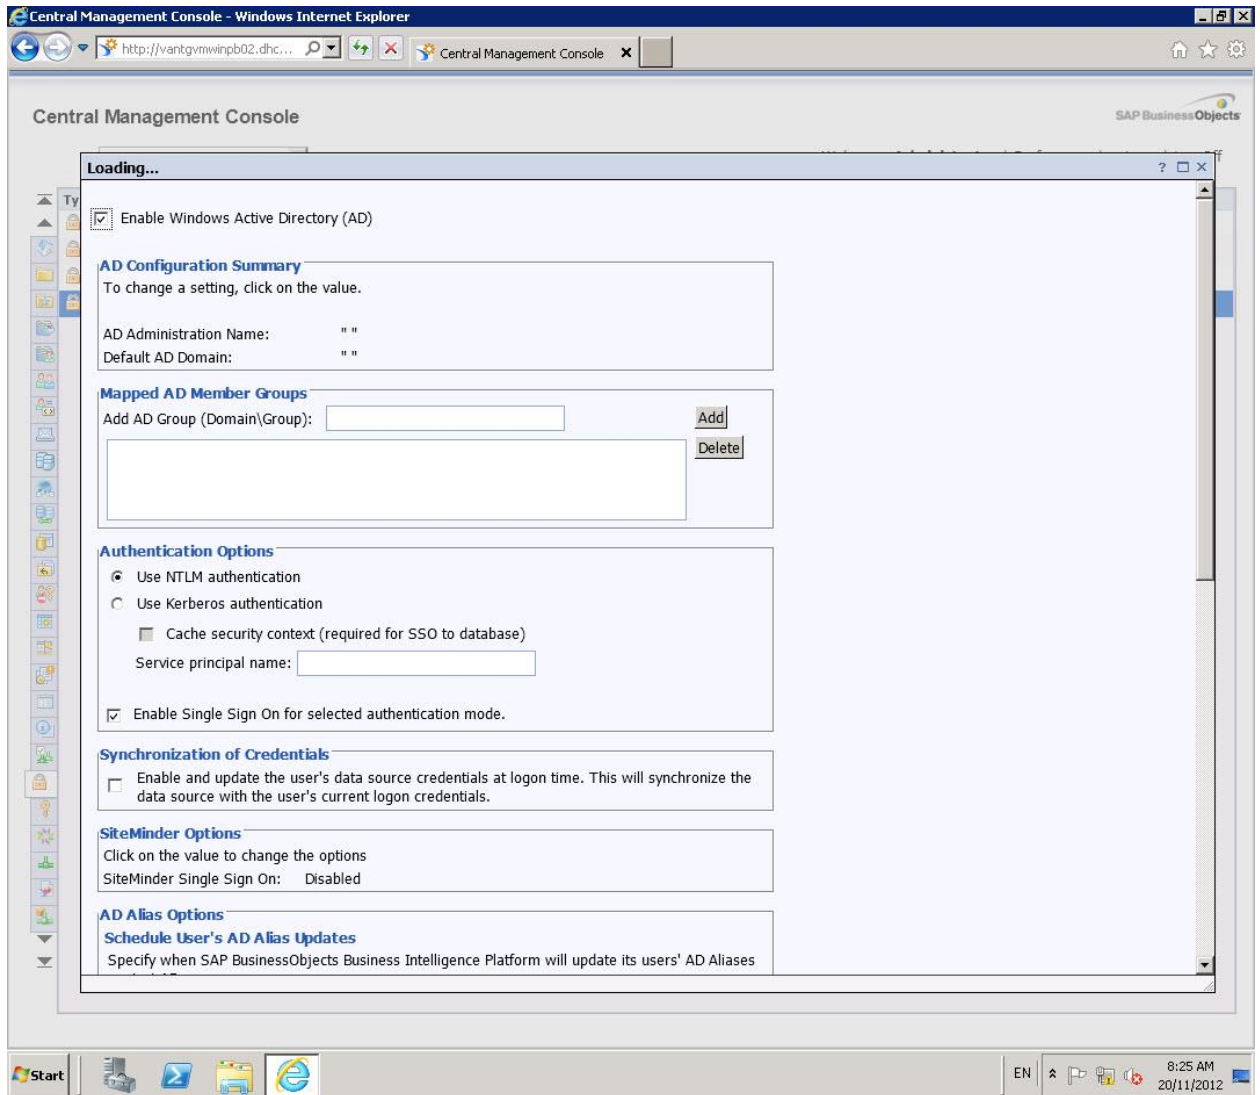 Central Management Console - Windows Internet Explorer
http://vantgvmwinpb02.dhc...
Central Management Console
Central Management Console
SAP BusinessObjects
Loading...
Ty
Enable Windows Active Directory (AD)
AD Configuration Summary
To change a setting, click on the value.
AD Administration Name: " "
Default AD Domain: " "
Mapped AD Member Groups
Add AD Group (Domain\Group): Add
Delete
Authentication Options
Use NTLM authentication
Use Kerberos authentication
Cache security context (required for SSO to database)
Service principal name:
Enable Single Sign On for selected authentication mode.
Synchronization of Credentials
Enable and update the user's data source credentials at logon time. This will synchronize the
data source with the user's current logon credentials.
SiteMinder Options
Click on the value to change the options
SiteMinder Single Sign On: Disabled
AD Alias Options
Schedule User's AD Alias Updates
Specify when SAP BusinessObjects Business Intelligence Platform will update its users' AD Aliases
Start
EN
8:25 AM
20/11/2012